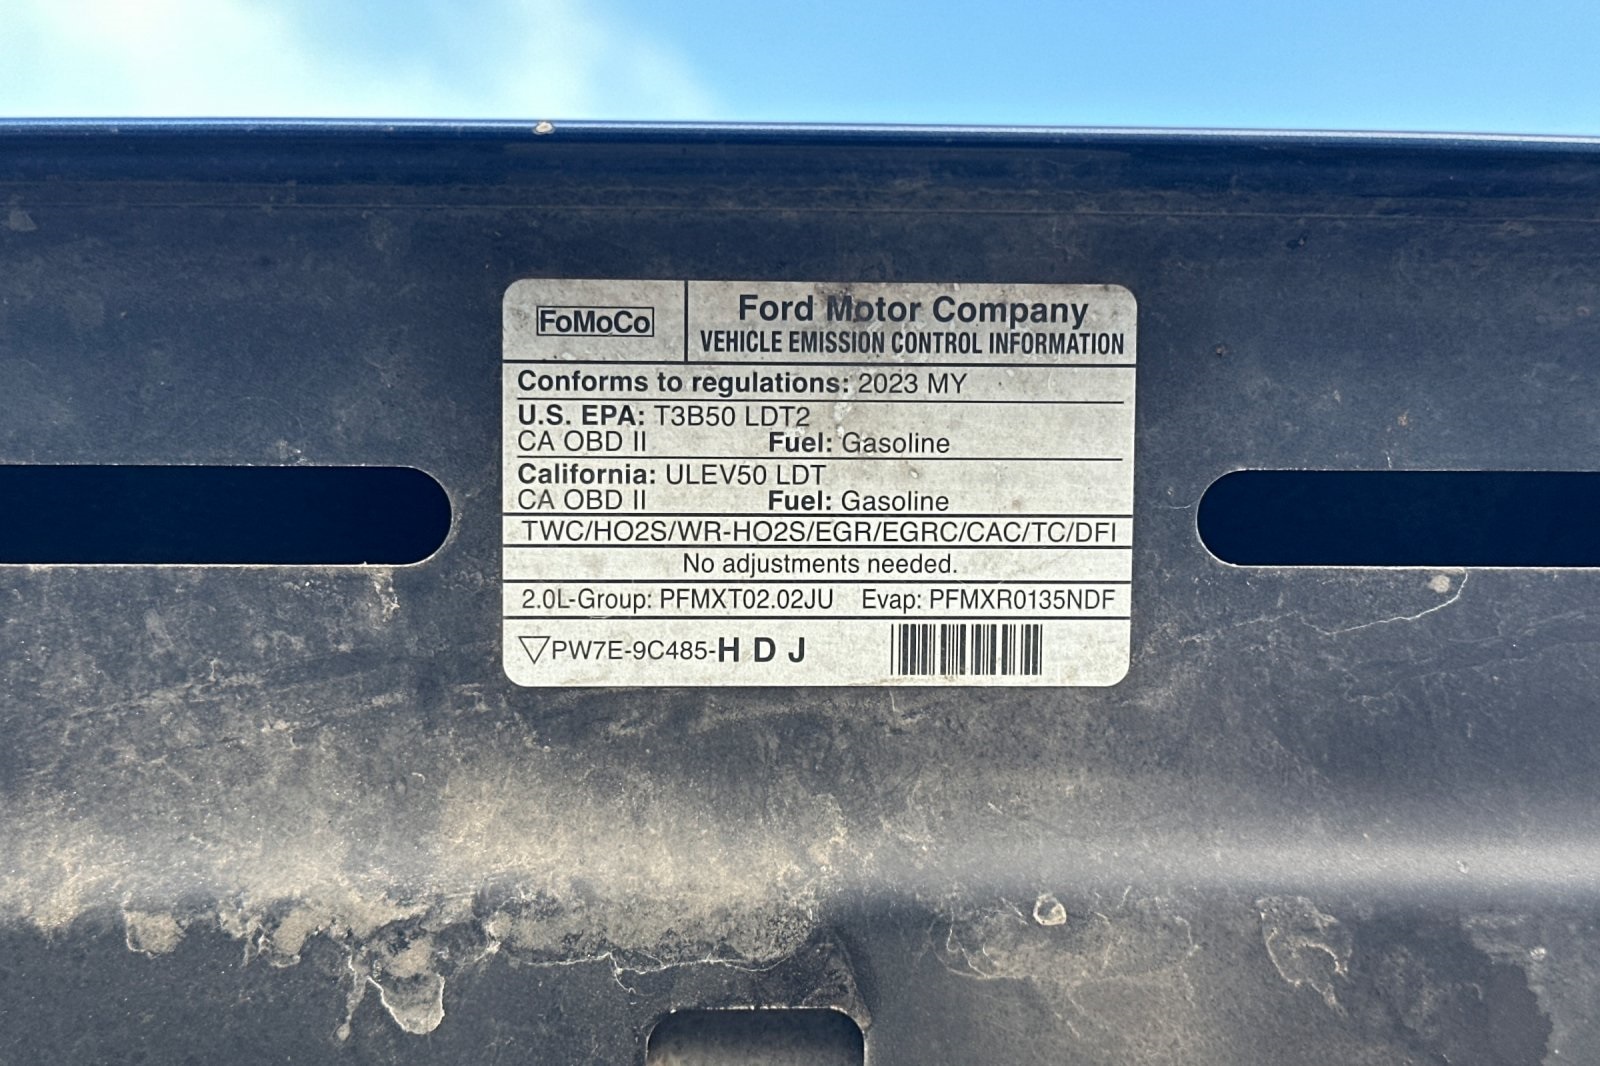 FoMoCo
Ford Motor Company
VEHICLE EMISSION CONTROL INFORMATION
Conforms to regulations: 2023 MY
U.S. EPA: T3B50 LDT2
CA OBD II Fuel: Gasoline
California: ULEV50 LDT
CA OBD II Fuel: Gasoline
TWC/HO2S/WR-HO2S/EGR/EGRC/CAC/TC/DFI
No adjustments needed.
2.0L-Group: PFMXT02.02JU Evap: PFMXR0135NDF
PW7E-9C485-H D J